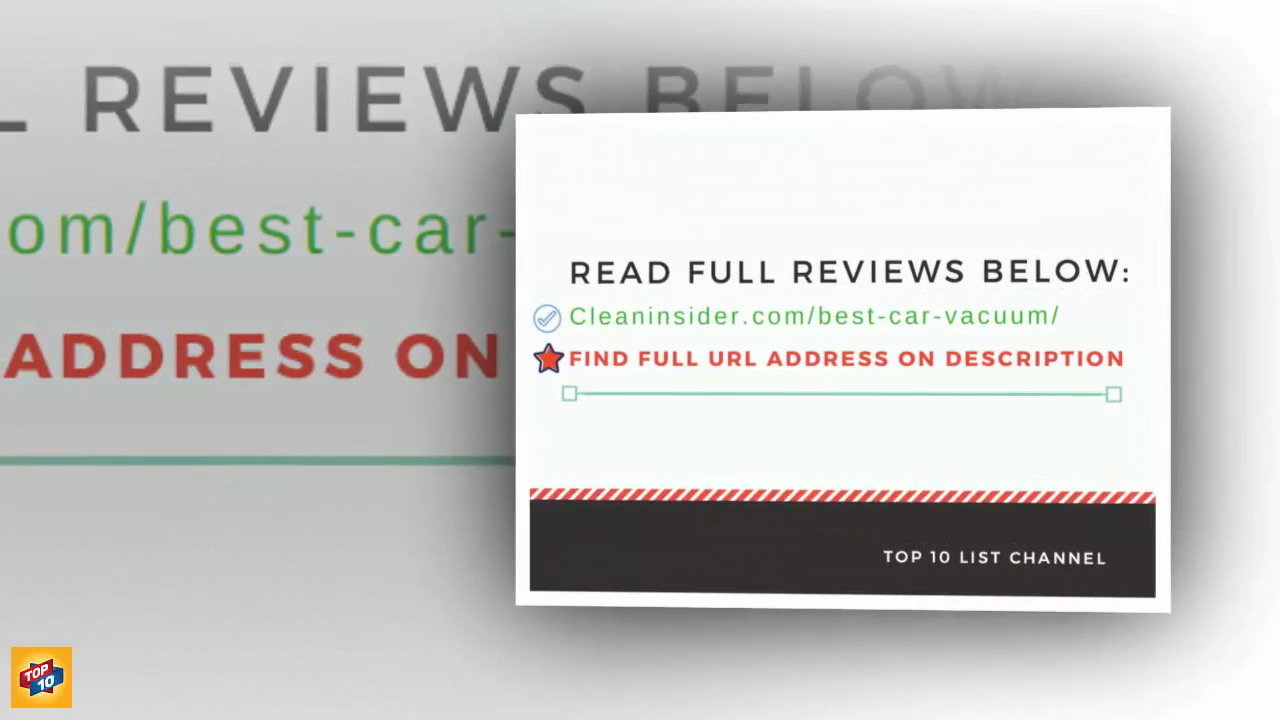 L REVIEWS BELOW
om/best-car-
ADDRESS ON
READ FULL REVIEWS BELOW:
Cleaninsider.com/best-car-vacuum/
FIND FULL URL ADDRESS ON DESCRIPTION
TOP 10 LIST CHANNEL
TOP
10